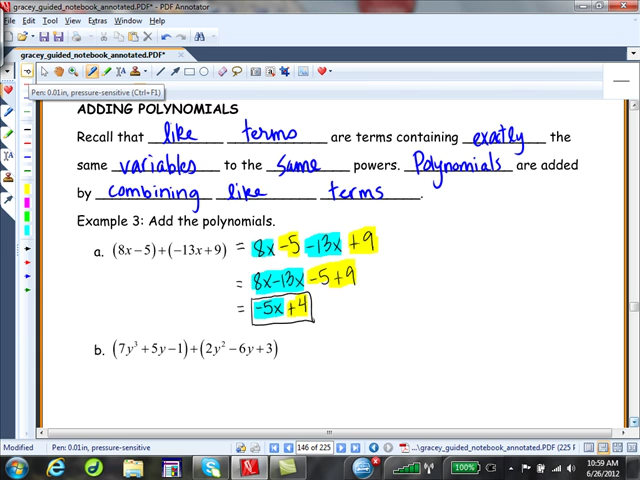 gracey_guided_notebook_annotated.PDF* - PDF Annotator
File Edit Tool View Insert Extras Window Help
gracey_guided_notebook_annotated.PDF*
Pen: 0.01in, pressure-sensitive (Ctrl+F1)
ADDING POLYNOMIALS
Recall that like terms are terms containing exactly the
same variables to the same powers. Polynomials are added
by combining like terms.
Example 3: Add the polynomials.
a. (8x − 5) + (−13x + 9) = 8x -5 -13x +9
= 8x -13x -5 +9
= -5x +4
b. (7y³ + 5y − 1) + (2y² − 6y + 3)
Modified Pen: 0.01in, pressure-sensitive 146 of 225 gracey_guided_notebook_annotated.PDF (225 P
100% 10:59 AM
6/26/2012